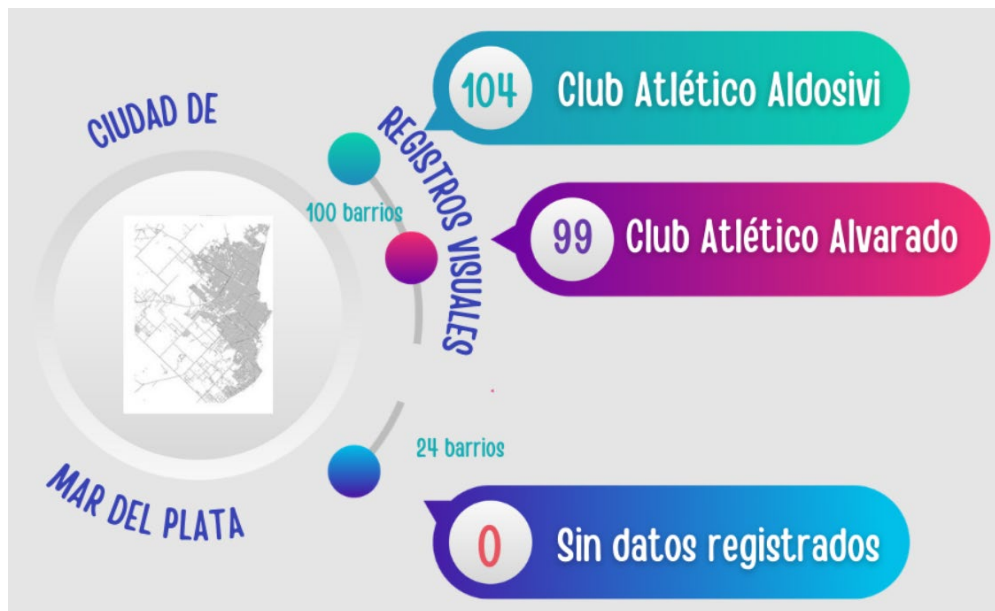 CIUDAD DE
MAR DEL PLATA
REGISTROS VISUALES
104 Club Atlético Aldosivi
100 barrios
99 Club Atlético Alvarado
24 barrios
0 Sin datos registrados